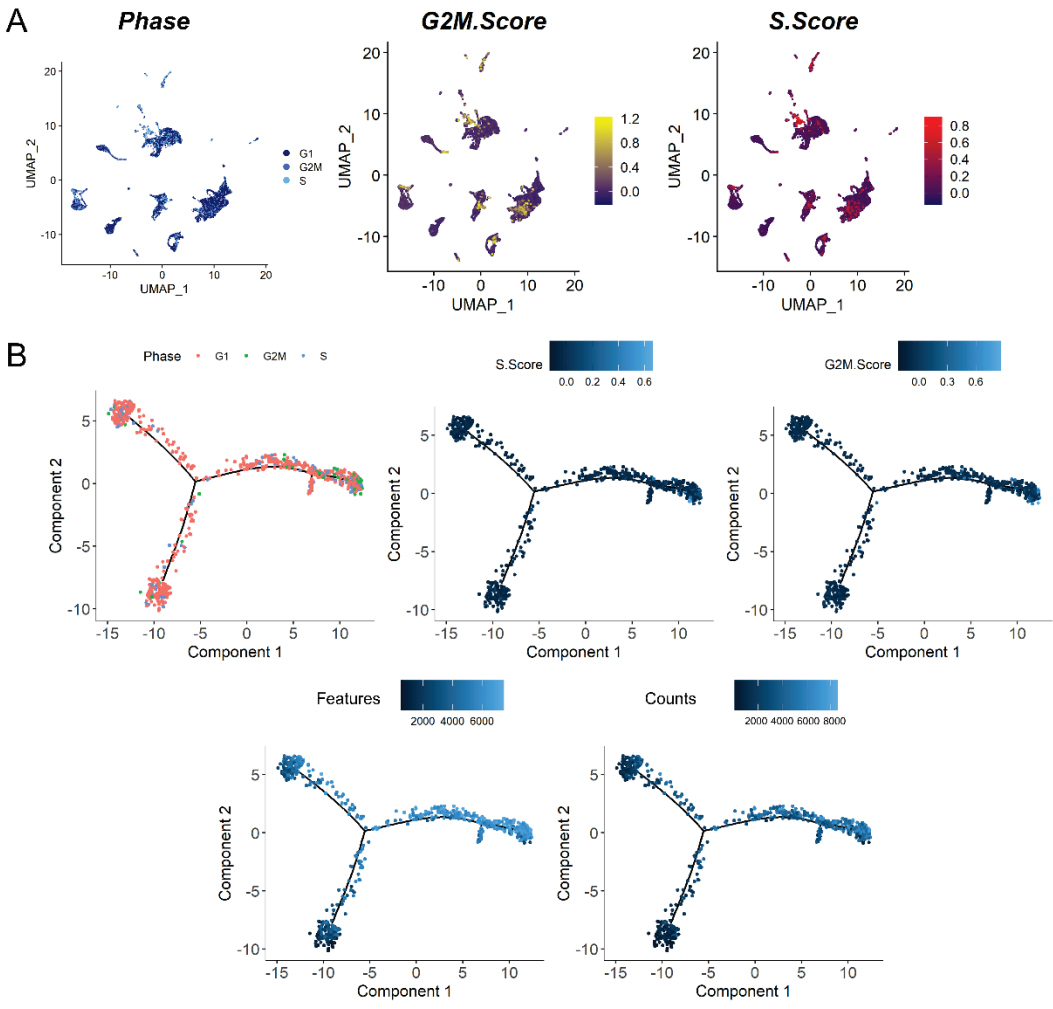 A
Phase
G2M.Score
S.Score
20
10
0
-10
UMAP_2
-10
0
10
20
UMAP_1
G1
G2M
S
20
10
0
-10
UMAP_2
-10
0
10
20
UMAP_1
1.2
0.8
0.4
0.0
20
10
0
-10
UMAP_2
-10
0
10
20
UMAP_1
0.8
0.6
0.4
0.2
0.0
B
Phase G1 G2M S
5
0
-5
-10
Component 2
-15 -10 -5 0 5 10
Component 1
S.Score
0.0 0.2 0.4 0.6
5
0
-5
-10
Component 2
-15 -10 -5 0 5 10
Component 1
G2M.Score
0.0 0.3 0.6
5
0
-5
-10
Component 2
-15 -10 -5 0 5 10
Component 1
Features
2000 4000 6000
5
0
-5
-10
Component 2
-15 -10 -5 0 5 10
Component 1
Counts
2000 4000 6000 8000
5
0
-5
-10
Component 2
-15 -10 -5 0 5 10
Component 1